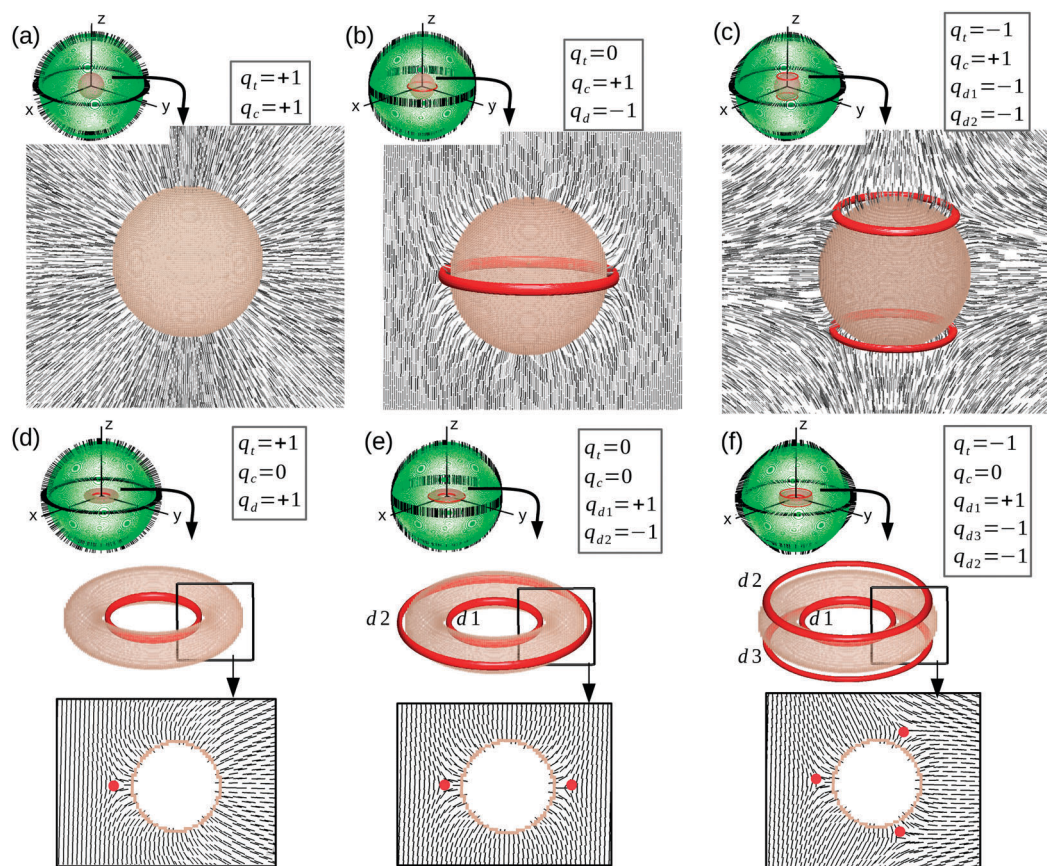 (a)
z
x
y
q_t=+1
q_c=+1
(b)
z
x
y
q_t=0
q_c=+1
q_d=−1
(c)
z
x
y
q_t=−1
q_c=+1
q_d1=−1
q_d2=−1
(d)
z
x
y
q_t=+1
q_c=0
q_d=+1
(e)
z
x
y
q_t=0
q_c=0
q_d1=+1
q_d2=−1
d2
d1
(f)
z
x
y
q_t=−1
q_c=0
q_d1=+1
q_d3=−1
q_d2=−1
d2
d1
d3